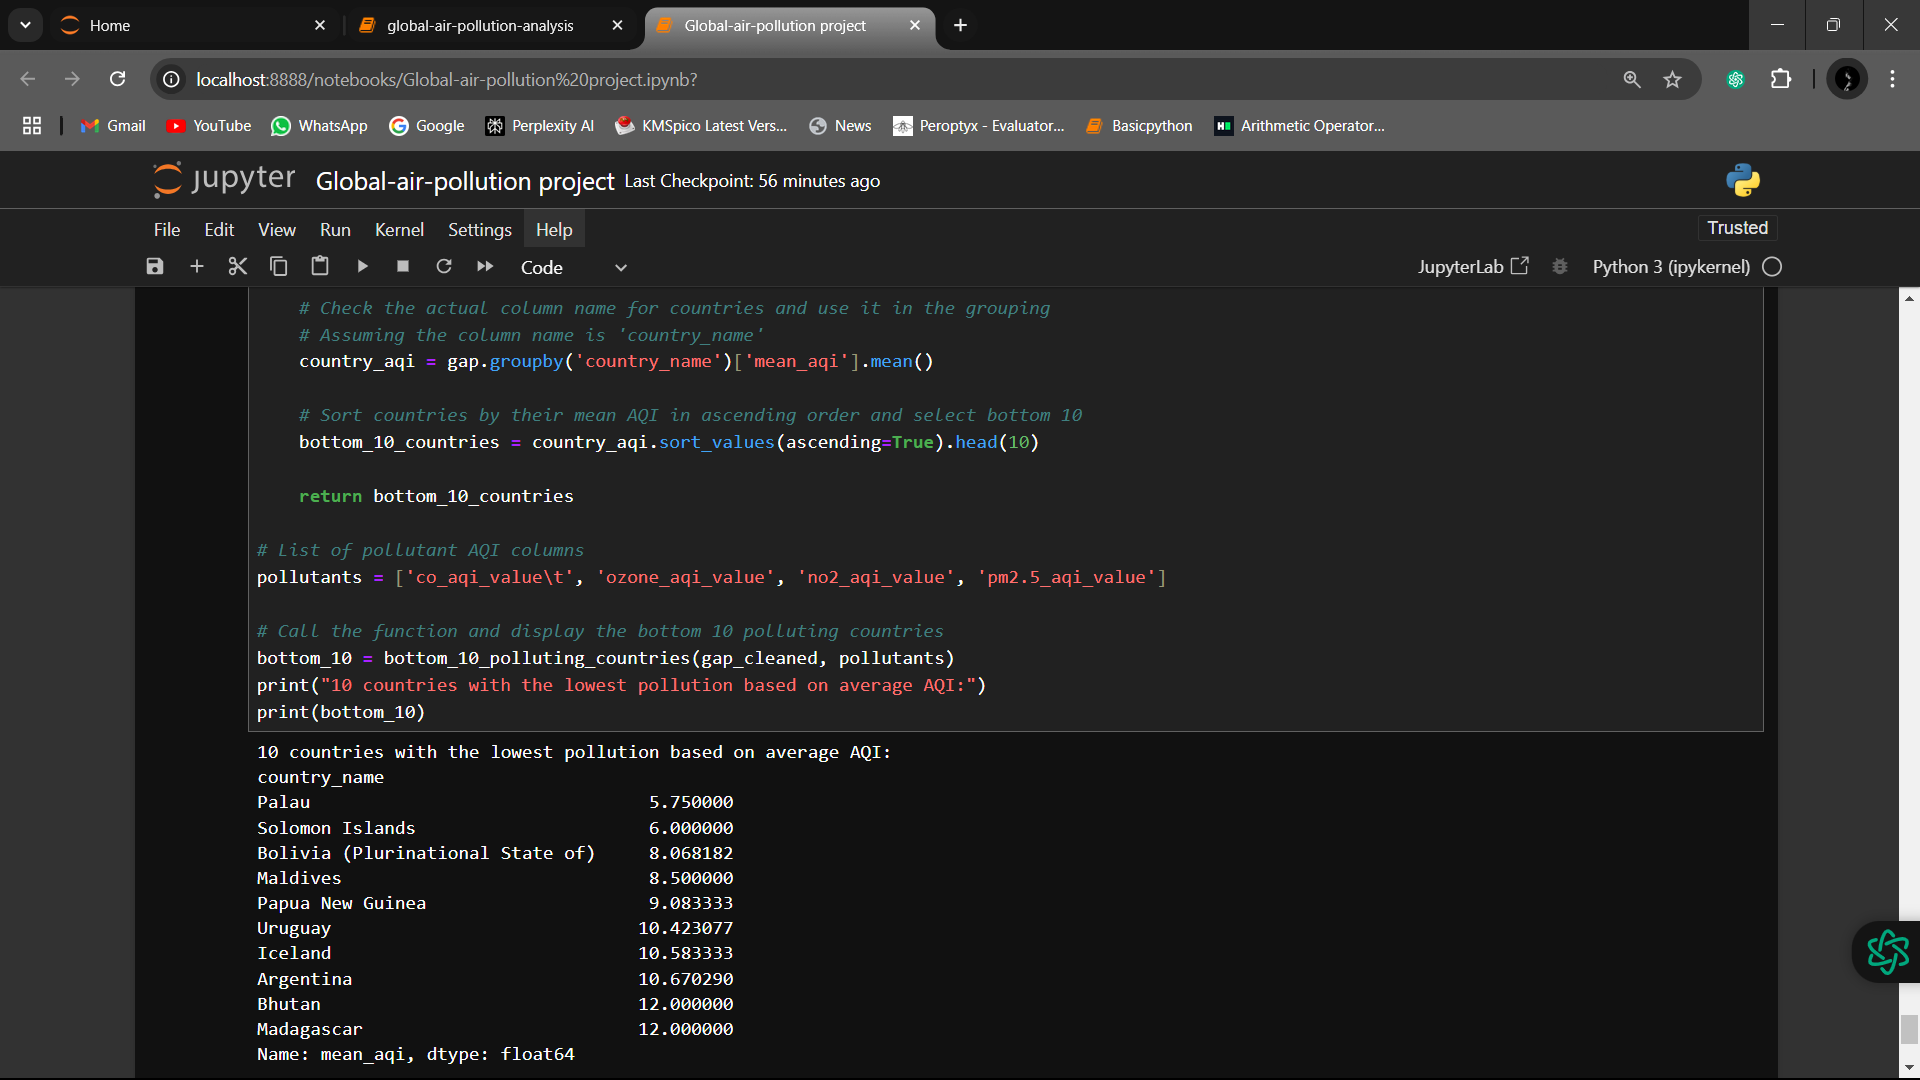 Home
global-air-pollution-analysis
Global-air-pollution project
localhost:8888/notebooks/Global-air-pollution%20project.ipynb?
Gmail
YouTube
WhatsApp
Google
Perplexity AI
KMSpico Latest Vers...
News
Peroptyx - Evaluator...
Basicpython
Arithmetic Operator...
jupyter Global-air-pollution project Last Checkpoint: 56 minutes ago
File Edit View Run Kernel Settings Help
Trusted
Code
JupyterLab
Python 3 (ipykernel)
# Check the actual column name for countries and use it in the grouping
# Assuming the column name is 'country_name'
country_aqi = gap.groupby('country_name')['mean_aqi'].mean()
# Sort countries by their mean AQI in ascending order and select bottom 10
bottom_10_countries = country_aqi.sort_values(ascending=True).head(10)
return bottom_10_countries
# List of pollutant AQI columns
pollutants = ['co_aqi_value\t', 'ozone_aqi_value', 'no2_aqi_value', 'pm2.5_aqi_value']
# Call the function and display the bottom 10 polluting countries
bottom_10 = bottom_10_polluting_countries(gap_cleaned, pollutants)
print("10 countries with the lowest pollution based on average AQI:")
print(bottom_10)
10 countries with the lowest pollution based on average AQI:
country_name
Palau 5.750000
Solomon Islands 6.000000
Bolivia (Plurinational State of) 8.068182
Maldives 8.500000
Papua New Guinea 9.083333
Uruguay 10.423077
Iceland 10.583333
Argentina 10.670290
Bhutan 12.000000
Madagascar 12.000000
Name: mean_aqi, dtype: float64